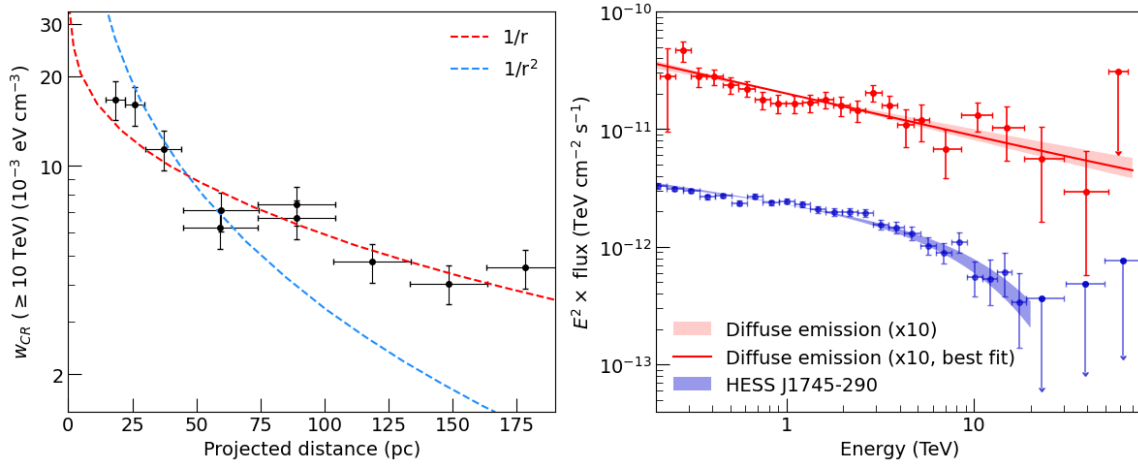 30
20
10
2
w_CR (≥ 10 TeV) (10⁻³ eV cm⁻³)
1/r
1/r²
0 25 50 75 100 125 150 175
Projected distance (pc)
10⁻¹⁰
10⁻¹¹
10⁻¹²
10⁻¹³
E² × flux (TeV cm⁻² s⁻¹)
Diffuse emission (x10)
Diffuse emission (x10, best fit)
HESS J1745-290
1 10
Energy (TeV)